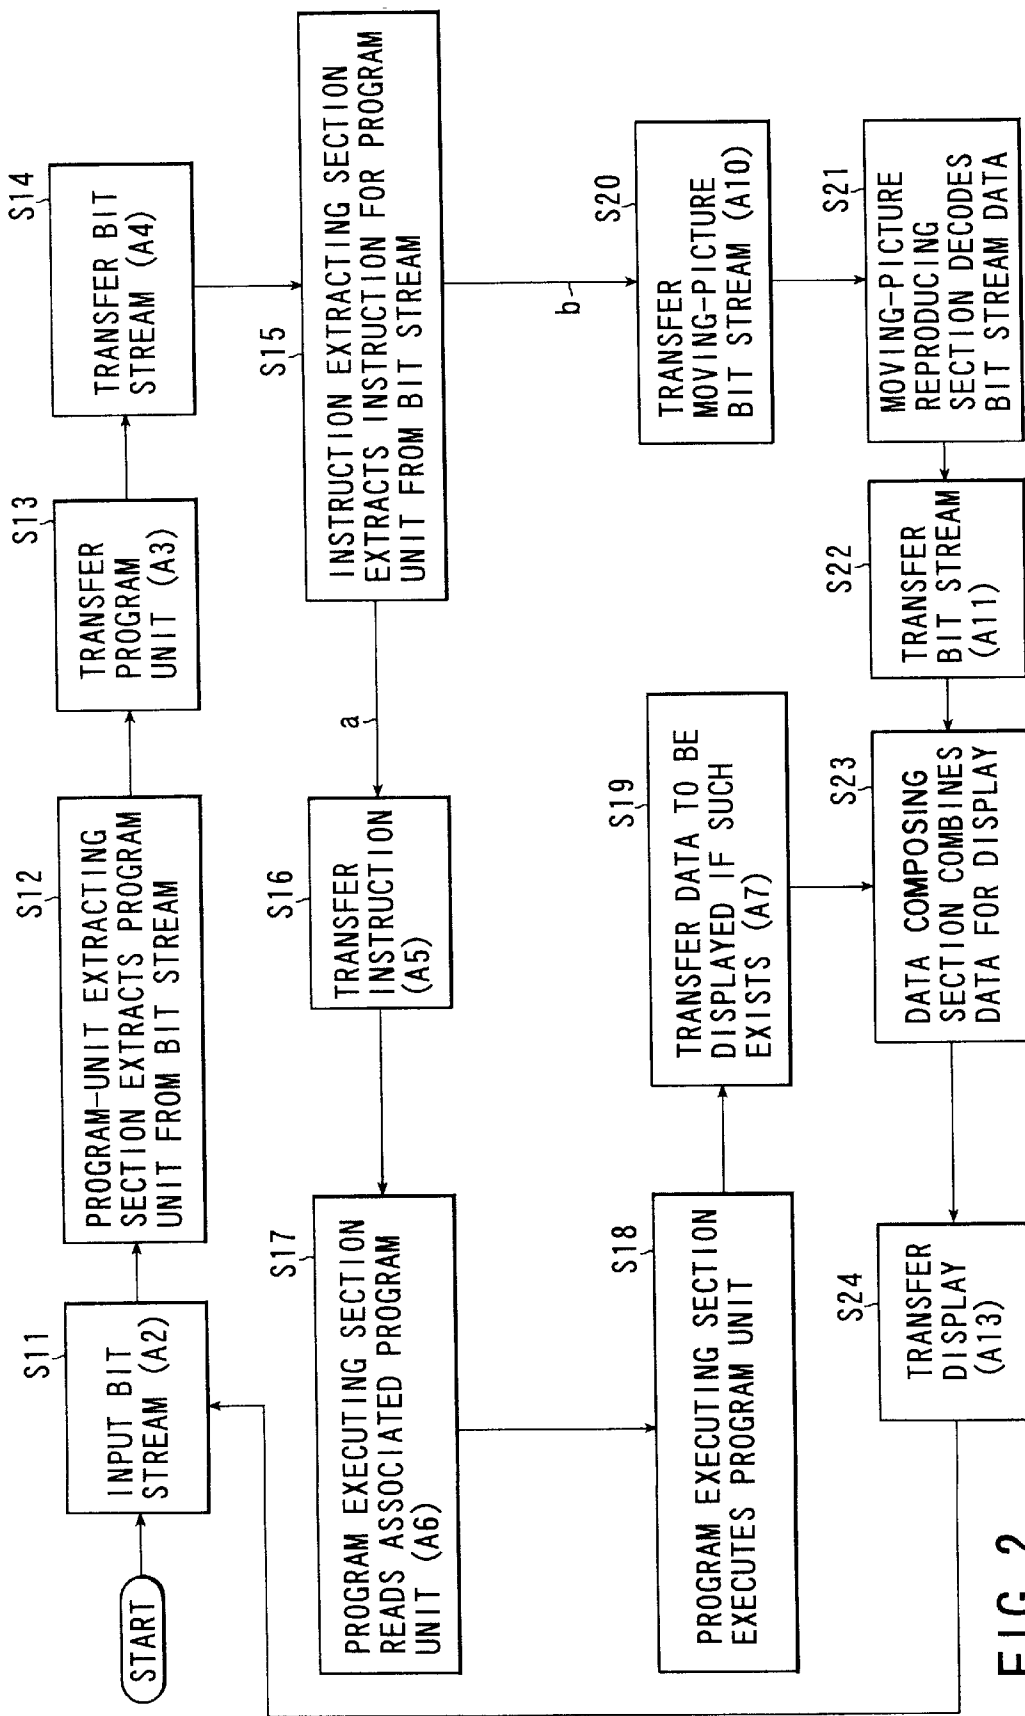 START
S11
INPUT BIT
STREAM (A2)
S12
PROGRAM-UNIT EXTRACTING
SECTION EXTRACTS PROGRAM
UNIT FROM BIT STREAM
S13
TRANSFER
PROGRAM
UNIT (A3)
S14
TRANSFER BIT
STREAM (A4)
S15
INSTRUCTION EXTRACTING SECTION
EXTRACTS INSTRUCTION FOR PROGRAM
UNIT FROM BIT STREAM
a
b
S16
TRANSFER
INSTRUCTION
(A5)
S17
PROGRAM EXECUTING SECTION
READS ASSOCIATED PROGRAM
UNIT (A6)
S18
PROGRAM EXECUTING SECTION
EXECUTES PROGRAM UNIT
S19
TRANSFER DATA TO BE
DISPLAYED IF SUCH
EXISTS (A7)
S20
TRANSFER
MOVING-PICTURE
BIT STREAM (A10)
S21
MOVING-PICTURE
REPRODUCING
SECTION DECODES
BIT STREAM DATA
S22
TRANSFER
BIT STREAM
(A11)
S23
DATA COMPOSING
SECTION COMBINES
DATA FOR DISPLAY
S24
TRANSFER
DISPLAY
(A13)
FIG. 2